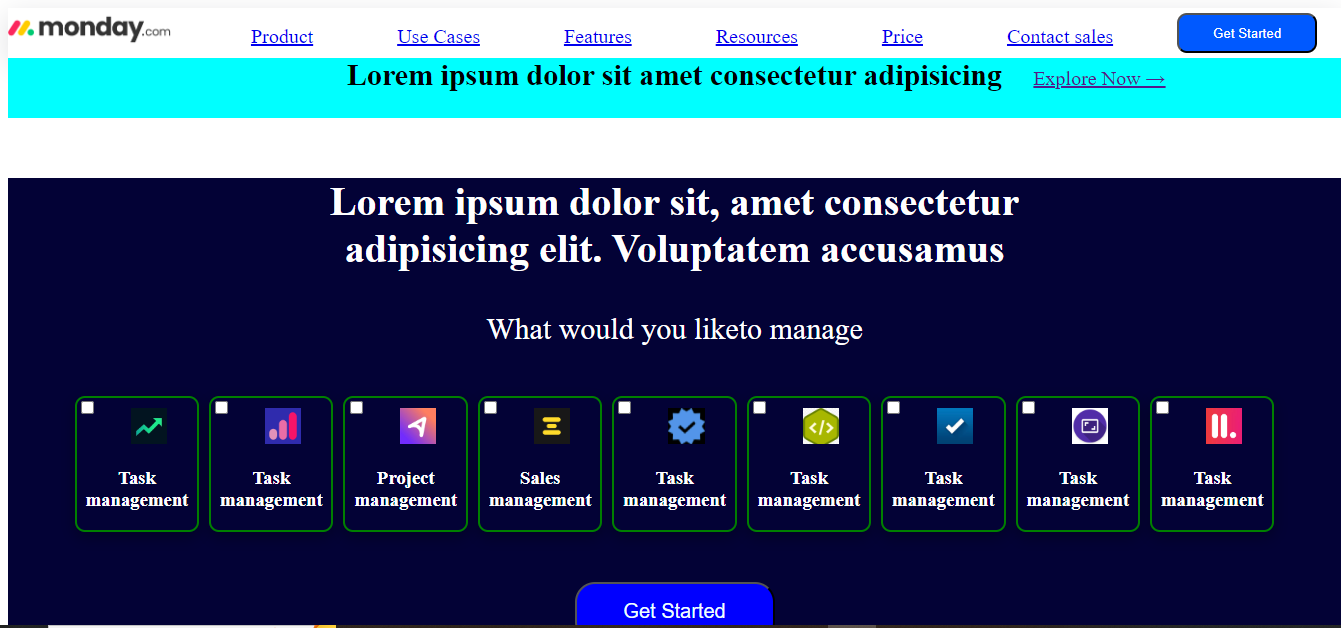 monday.com
Product Use Cases Features Resources Price Contact sales Get Started
Lorem ipsum dolor sit amet consectetur adipisicing Explore Now →
Lorem ipsum dolor sit, amet consectetur
adipisicing elit. Voluptatem accusamus
What would you liketo manage
Task
management
Task
management
Project
management
Sales
management
Task
management
Task
management
Task
management
Task
management
Task
management
Get Started